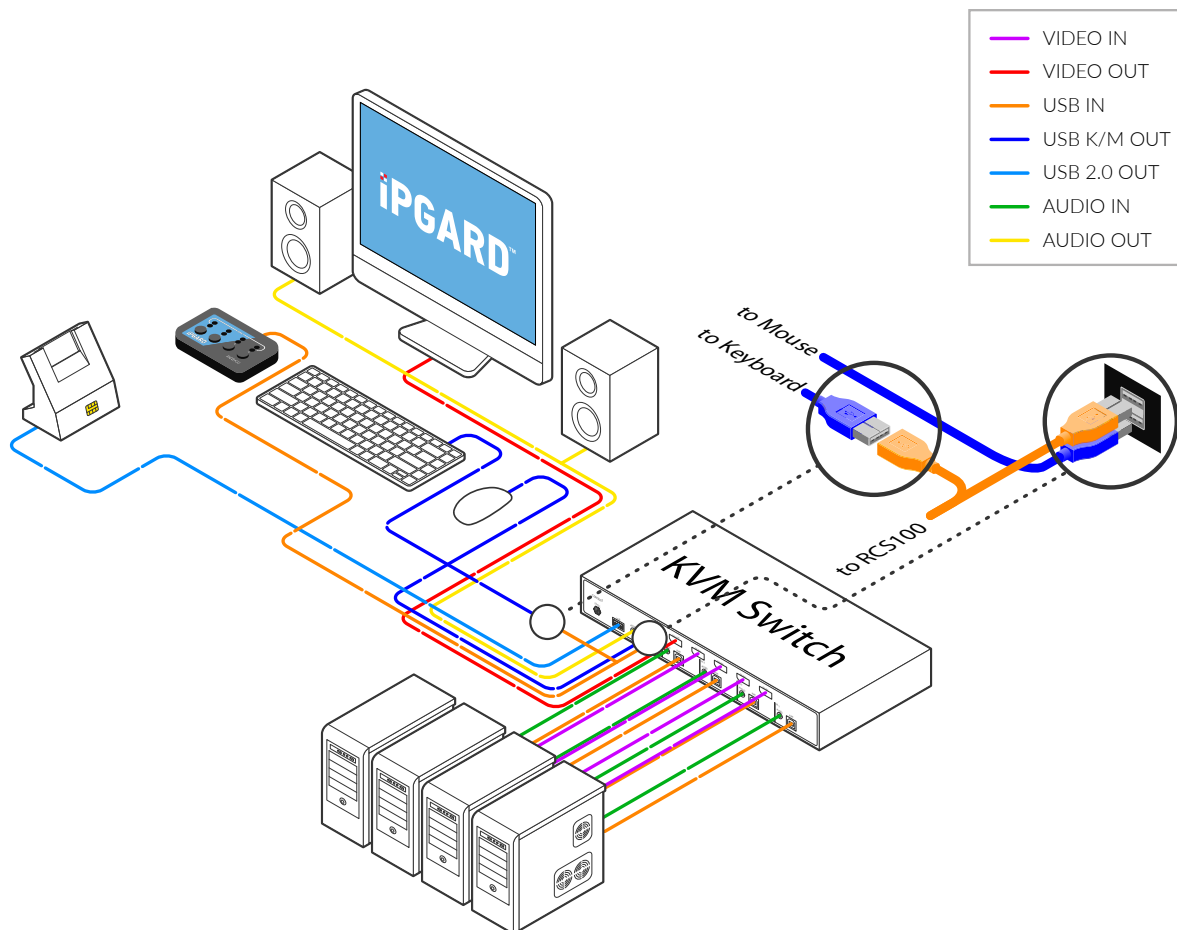 VIDEO IN
VIDEO OUT
USB IN
USB K/M OUT
USB 2.0 OUT
AUDIO IN
AUDIO OUT
iPGARD™
to Mouse
to Keyboard
to RCS100
KVM Switch
iPGARD